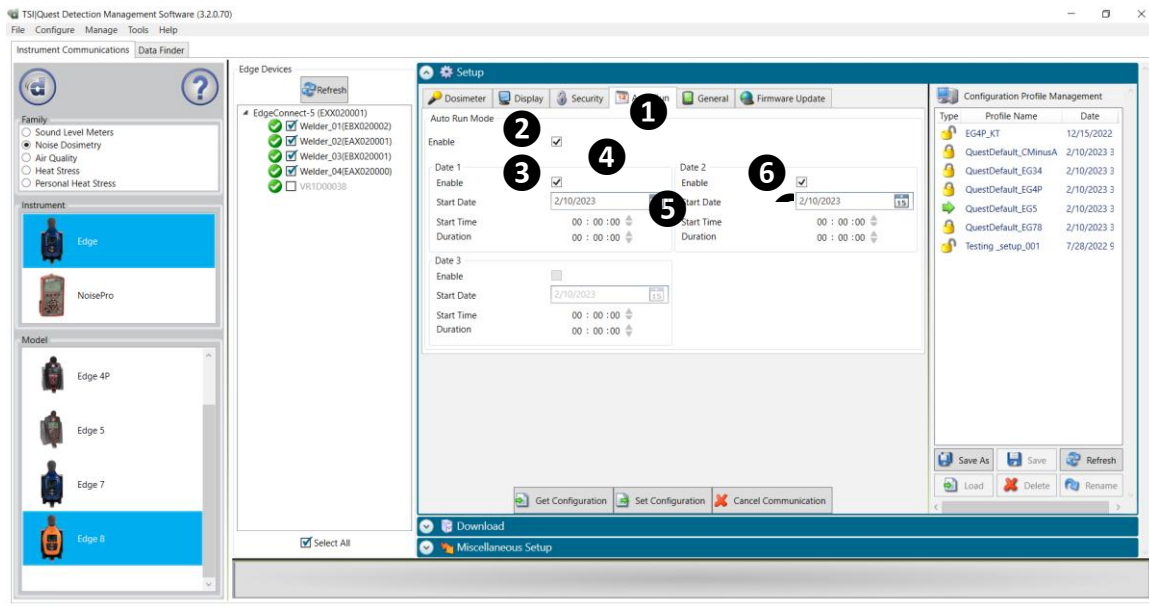 TSI|Quest Detection Management Software (3.2.0.70)
File Configure Manage Tools Help
Instrument Communications Data Finder
Family
Sound Level Meters
Noise Dosimetry
Air Quality
Heat Stress
Personal Heat Stress
Instrument
Edge
NoisePro
Model
Edge 4P
Edge 5
Edge 7
Edge 8
Edge Devices
Refresh
EdgeConnect-5 (EXX020001)
Welder_01(EBX020002)
Welder_02(EAX020001)
Welder_03(EBX020001)
Welder_04(EAX020000)
VR1D00038
Select All
Setup
Dosimeter Display Security General Firmware Update
1
Auto Run Mode
2
Enable
3
4
Date 1
Enable
Start Date 2/10/2023
Start Time 00 : 00 :00
Duration 00 : 00 :00
5
6
Date 2
Enable
Start Date 2/10/2023 15
Start Time 00 : 00 :00
Duration 00 : 00 :00
Date 3
Enable
Start Date 2/10/2023 15
Start Time 00 : 00 :00
Duration 00 : 00 :00
Get Configuration Set Configuration Cancel Communication
Download
Miscellaneous Setup
Configuration Profile Management
Type Profile Name Date
EG4P_KT 12/15/2022
QuestDefault_CMinusA 2/10/2023 3
QuestDefault_EG34 2/10/2023 3
QuestDefault_EG4P 2/10/2023 3
QuestDefault_EG5 2/10/2023 3
QuestDefault_EG78 2/10/2023 3
Testing _setup_001 7/28/2022 9
Save As Save Refresh
Load Delete Rename